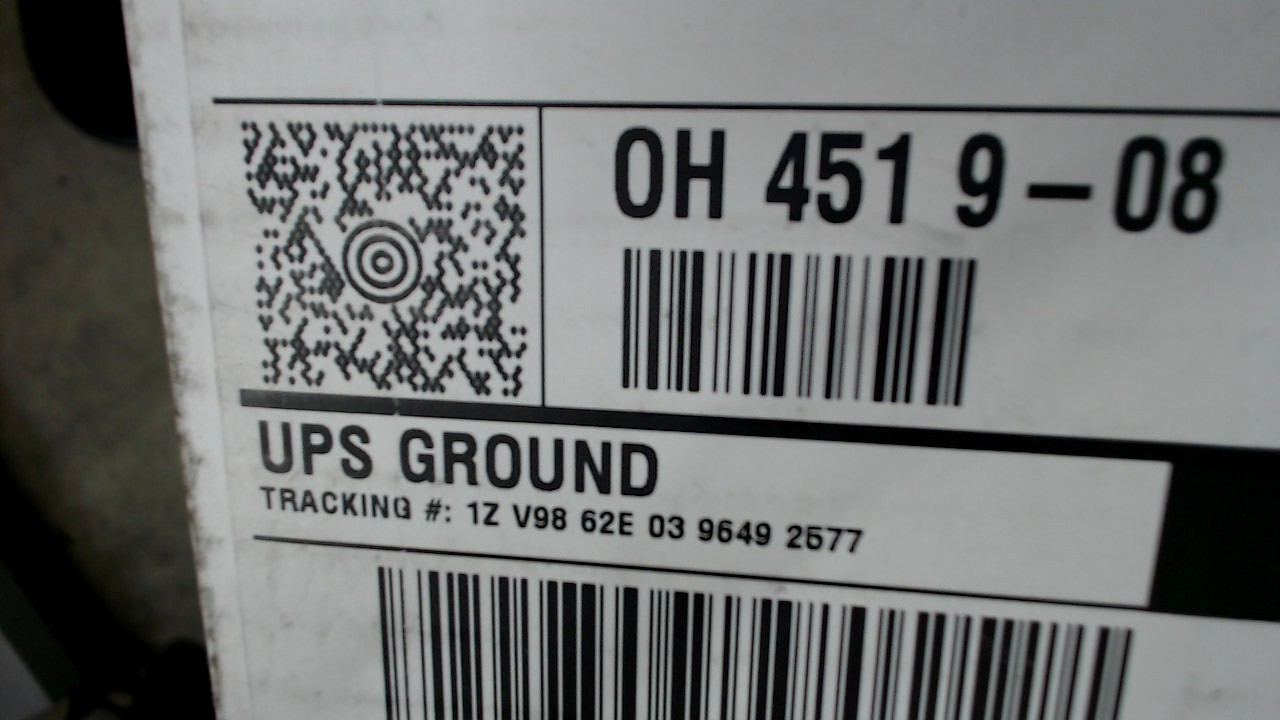 OH 451 9-08
UPS GROUND
TRACKING #: 1Z V98 62E 03 9649 2577